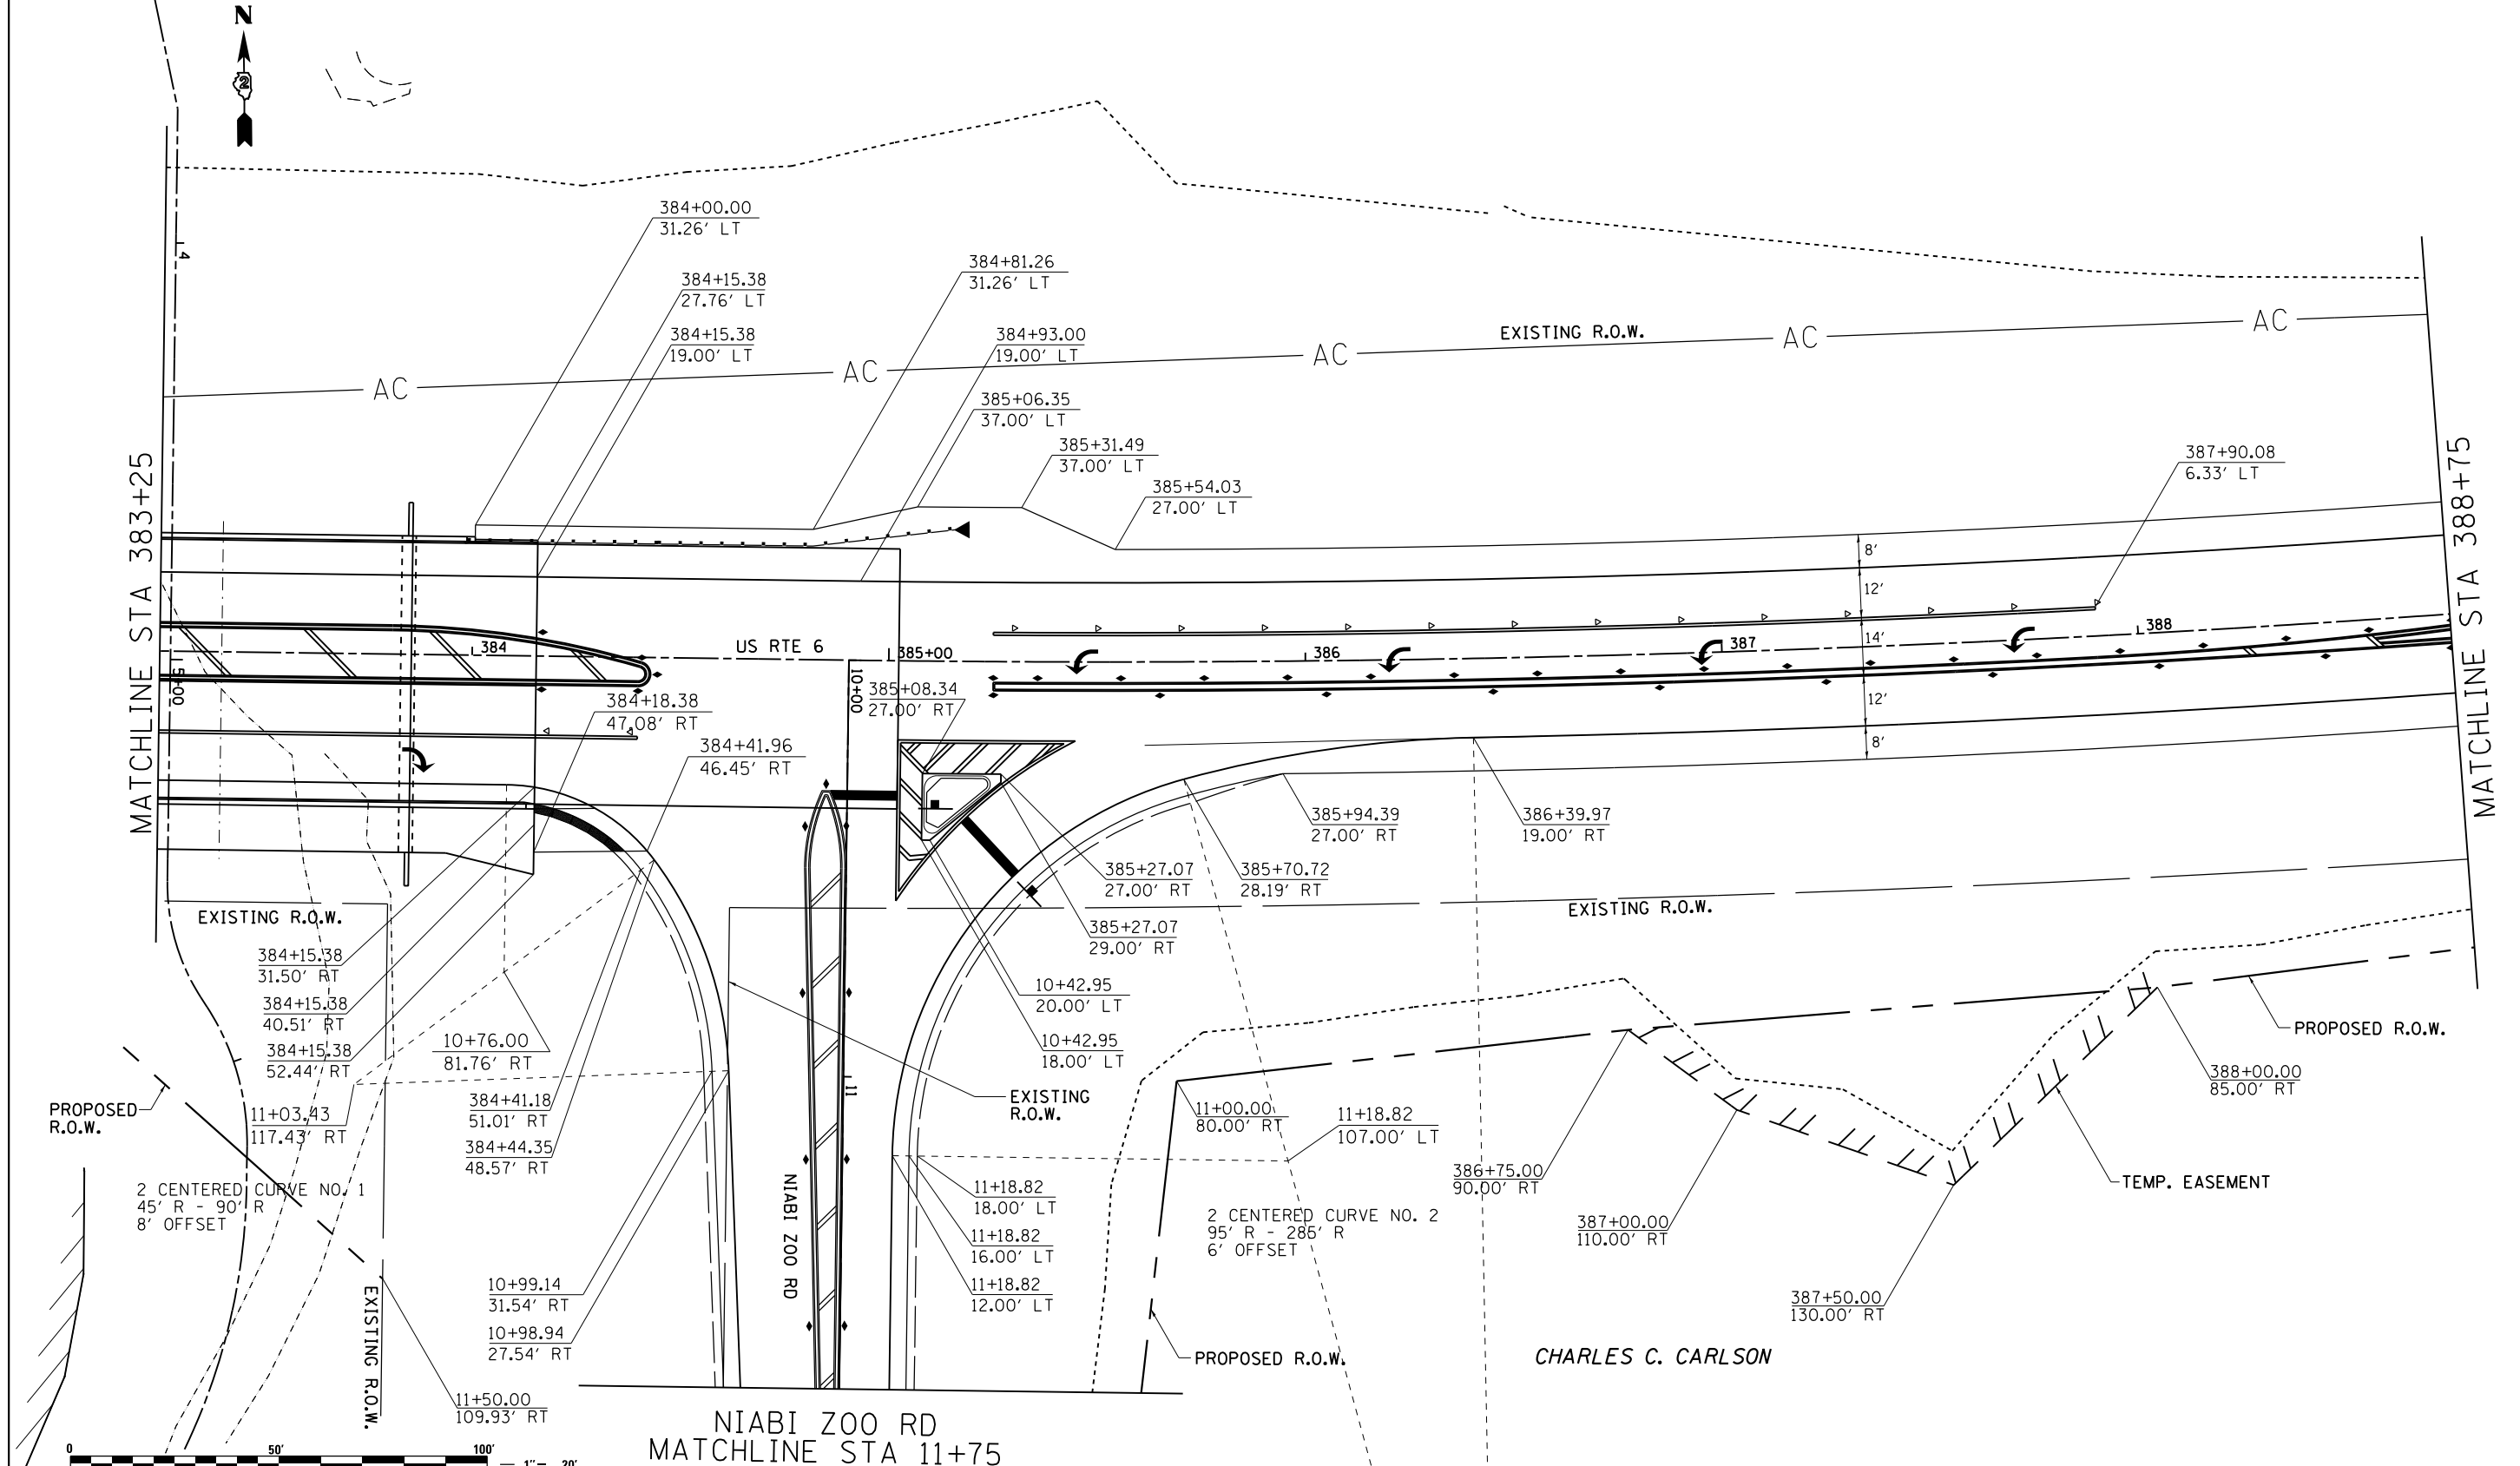 N
2
4
384+00.00
31.26' LT
384+15.38
27.76' LT
384+15.38
19.00' LT
384+81.26
31.26' LT
384+93.00
19.00' LT
385+06.35
37.00' LT
385+31.49
37.00' LT
385+54.03
27.00' LT
387+90.08
6.33' LT
EXISTING R.O.W.
AC
AC
AC
AC
AC
MATCHLINE STA 383+25
MATCHLINE STA 388+75
8'
12'
14'
12'
8'
384
US RTE 6
385+00
386
387
388
5+00
10+00
384+18.38
47.08' RT
384+41.96
46.45' RT
385+08.34
27.00' RT
385+94.39
27.00' RT
386+39.97
19.00' RT
385+27.07
27.00' RT
385+70.72
28.19' RT
385+27.07
29.00' RT
EXISTING R.O.W.
EXISTING R.O.W.
384+15.38
31.50' RT
384+15.38
40.51' RT
384+15.38
52.44' RT
10+76.00
81.76' RT
10+42.95
20.00' LT
10+42.95
18.00' LT
PROPOSED R.O.W.
388+00.00
85.00' RT
PROPOSED
R.O.W.
11+03.43
117.43' RT
384+41.18
51.01' RT
384+44.35
48.57' RT
11
EXISTING
R.O.W.
11+00.00
80.00' RT
11+18.82
107.00' LT
386+75.00
90.00' RT
TEMP. EASEMENT
2 CENTERED CURVE NO. 1
45' R - 90' R
8' OFFSET
NIABI ZOO RD
11+18.82
18.00' LT
11+18.82
16.00' LT
11+18.82
12.00' LT
2 CENTERED CURVE NO. 2
95' R - 285' R
6' OFFSET
387+00.00
110.00' RT
387+50.00
130.00' RT
10+99.14
31.54' RT
10+98.94
27.54' RT
EXISTING R.O.W.
11+50.00
109.93' RT
PROPOSED R.O.W.
CHARLES C. CARLSON
NIABI ZOO RD
MATCHLINE STA 11+75
0 50' 100'
1"= 20'